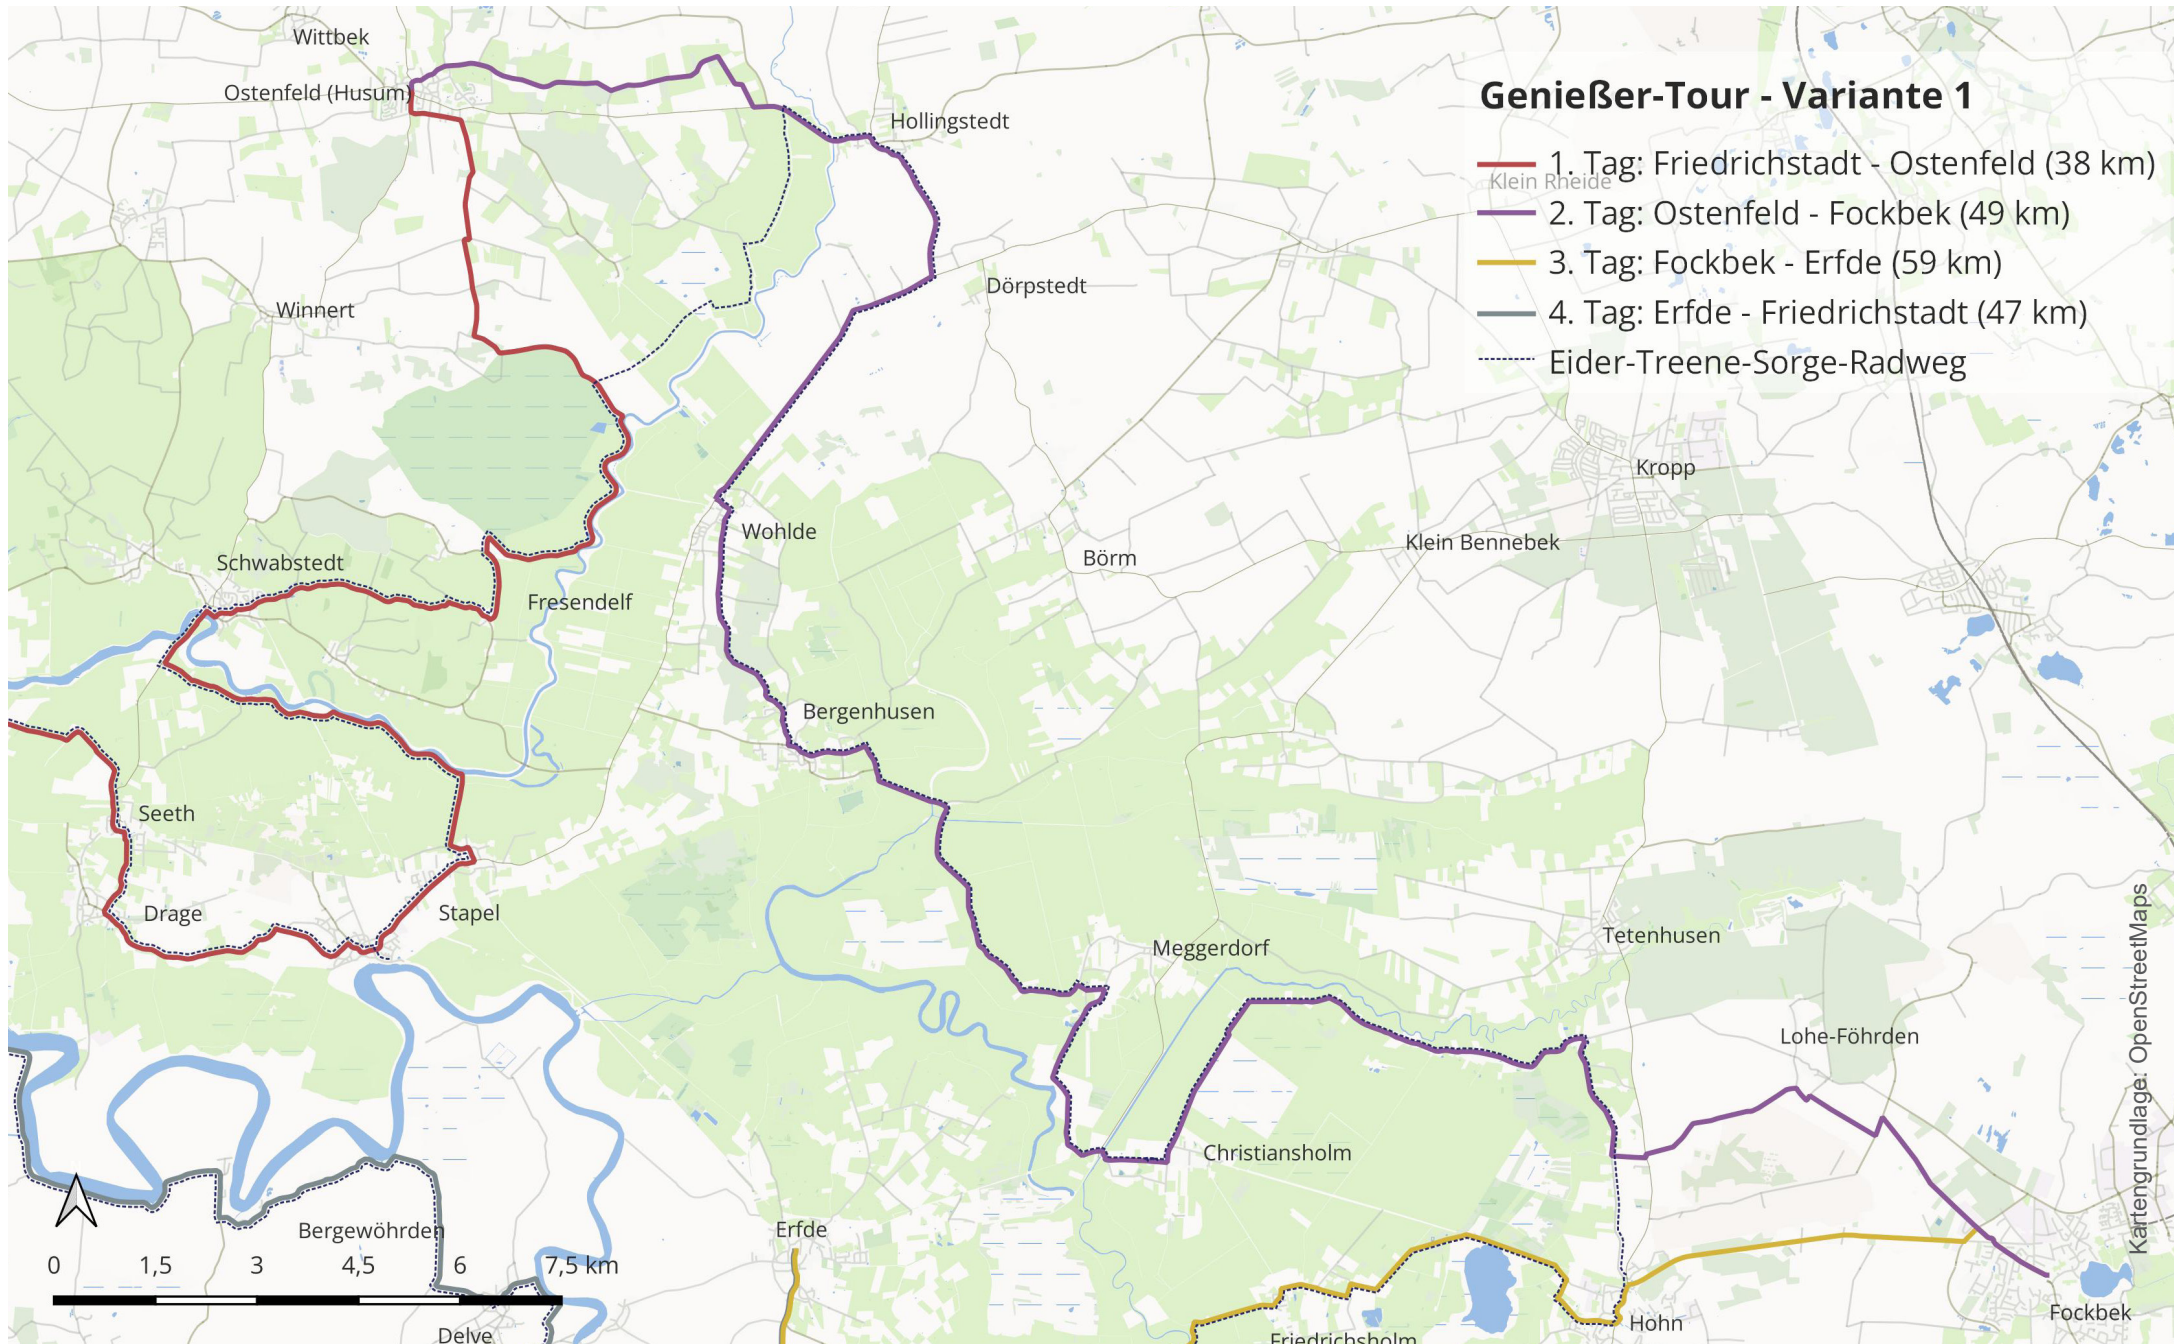 Wittbek
Ostenfeld (Husum)
Hollingstedt
Genießer-Tour - Variante 1
1. Tag: Friedrichstadt - Ostenfeld (38 km)
Klein Rheide
2. Tag: Ostenfeld - Fockbek (49 km)
3. Tag: Fockbek - Erfde (59 km)
4. Tag: Erfde - Friedrichstadt (47 km)
Eider-Treene-Sorge-Radweg
Dörpstedt
Winnert
Kropp
Wohlde
Klein Bennebek
Börm
Schwabstedt
Fresendelf
Bergenhusen
Seeth
Drage
Stapel
Meggerdorf
Tetenhusen
Lohe-Föhrden
Christiansholm
Bergewöhrden
Erfde
0 1,5 3 4,5 6 7,5 km
Delve
Friedrichsholm
Hohn
Fockbek
Kartengrundlage: OpenStreetMaps